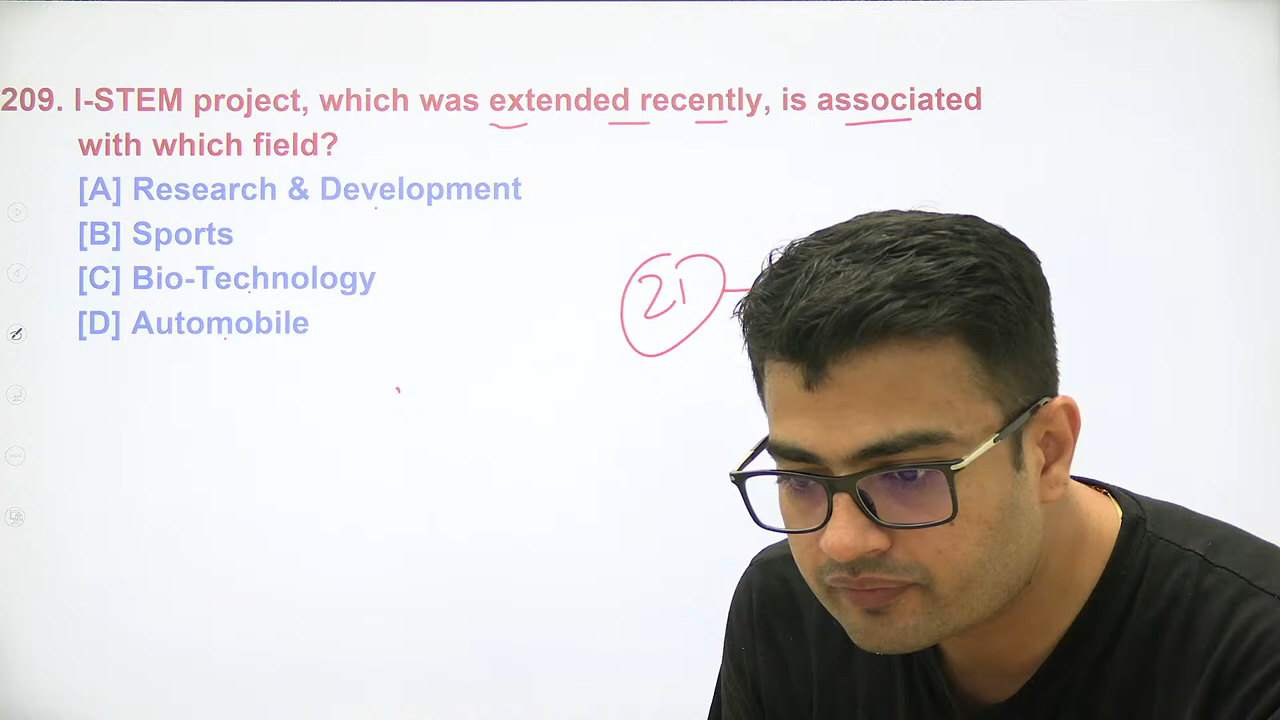 209. I-STEM project, which was extended recently, is associated
with which field?
[A] Research & Development
[B] Sports
[C] Bio-Technology
[D] Automobile
21